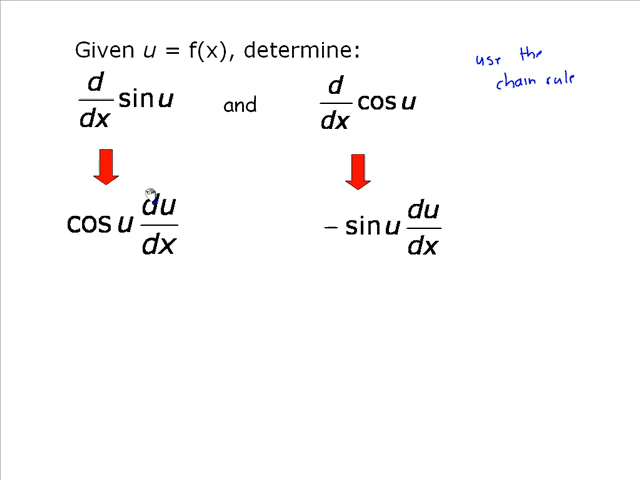 Given u = f(x), determine:
use the
chain rule
d/dx sin u and d/dx cos u
cos u du/dx
− sin u du/dx